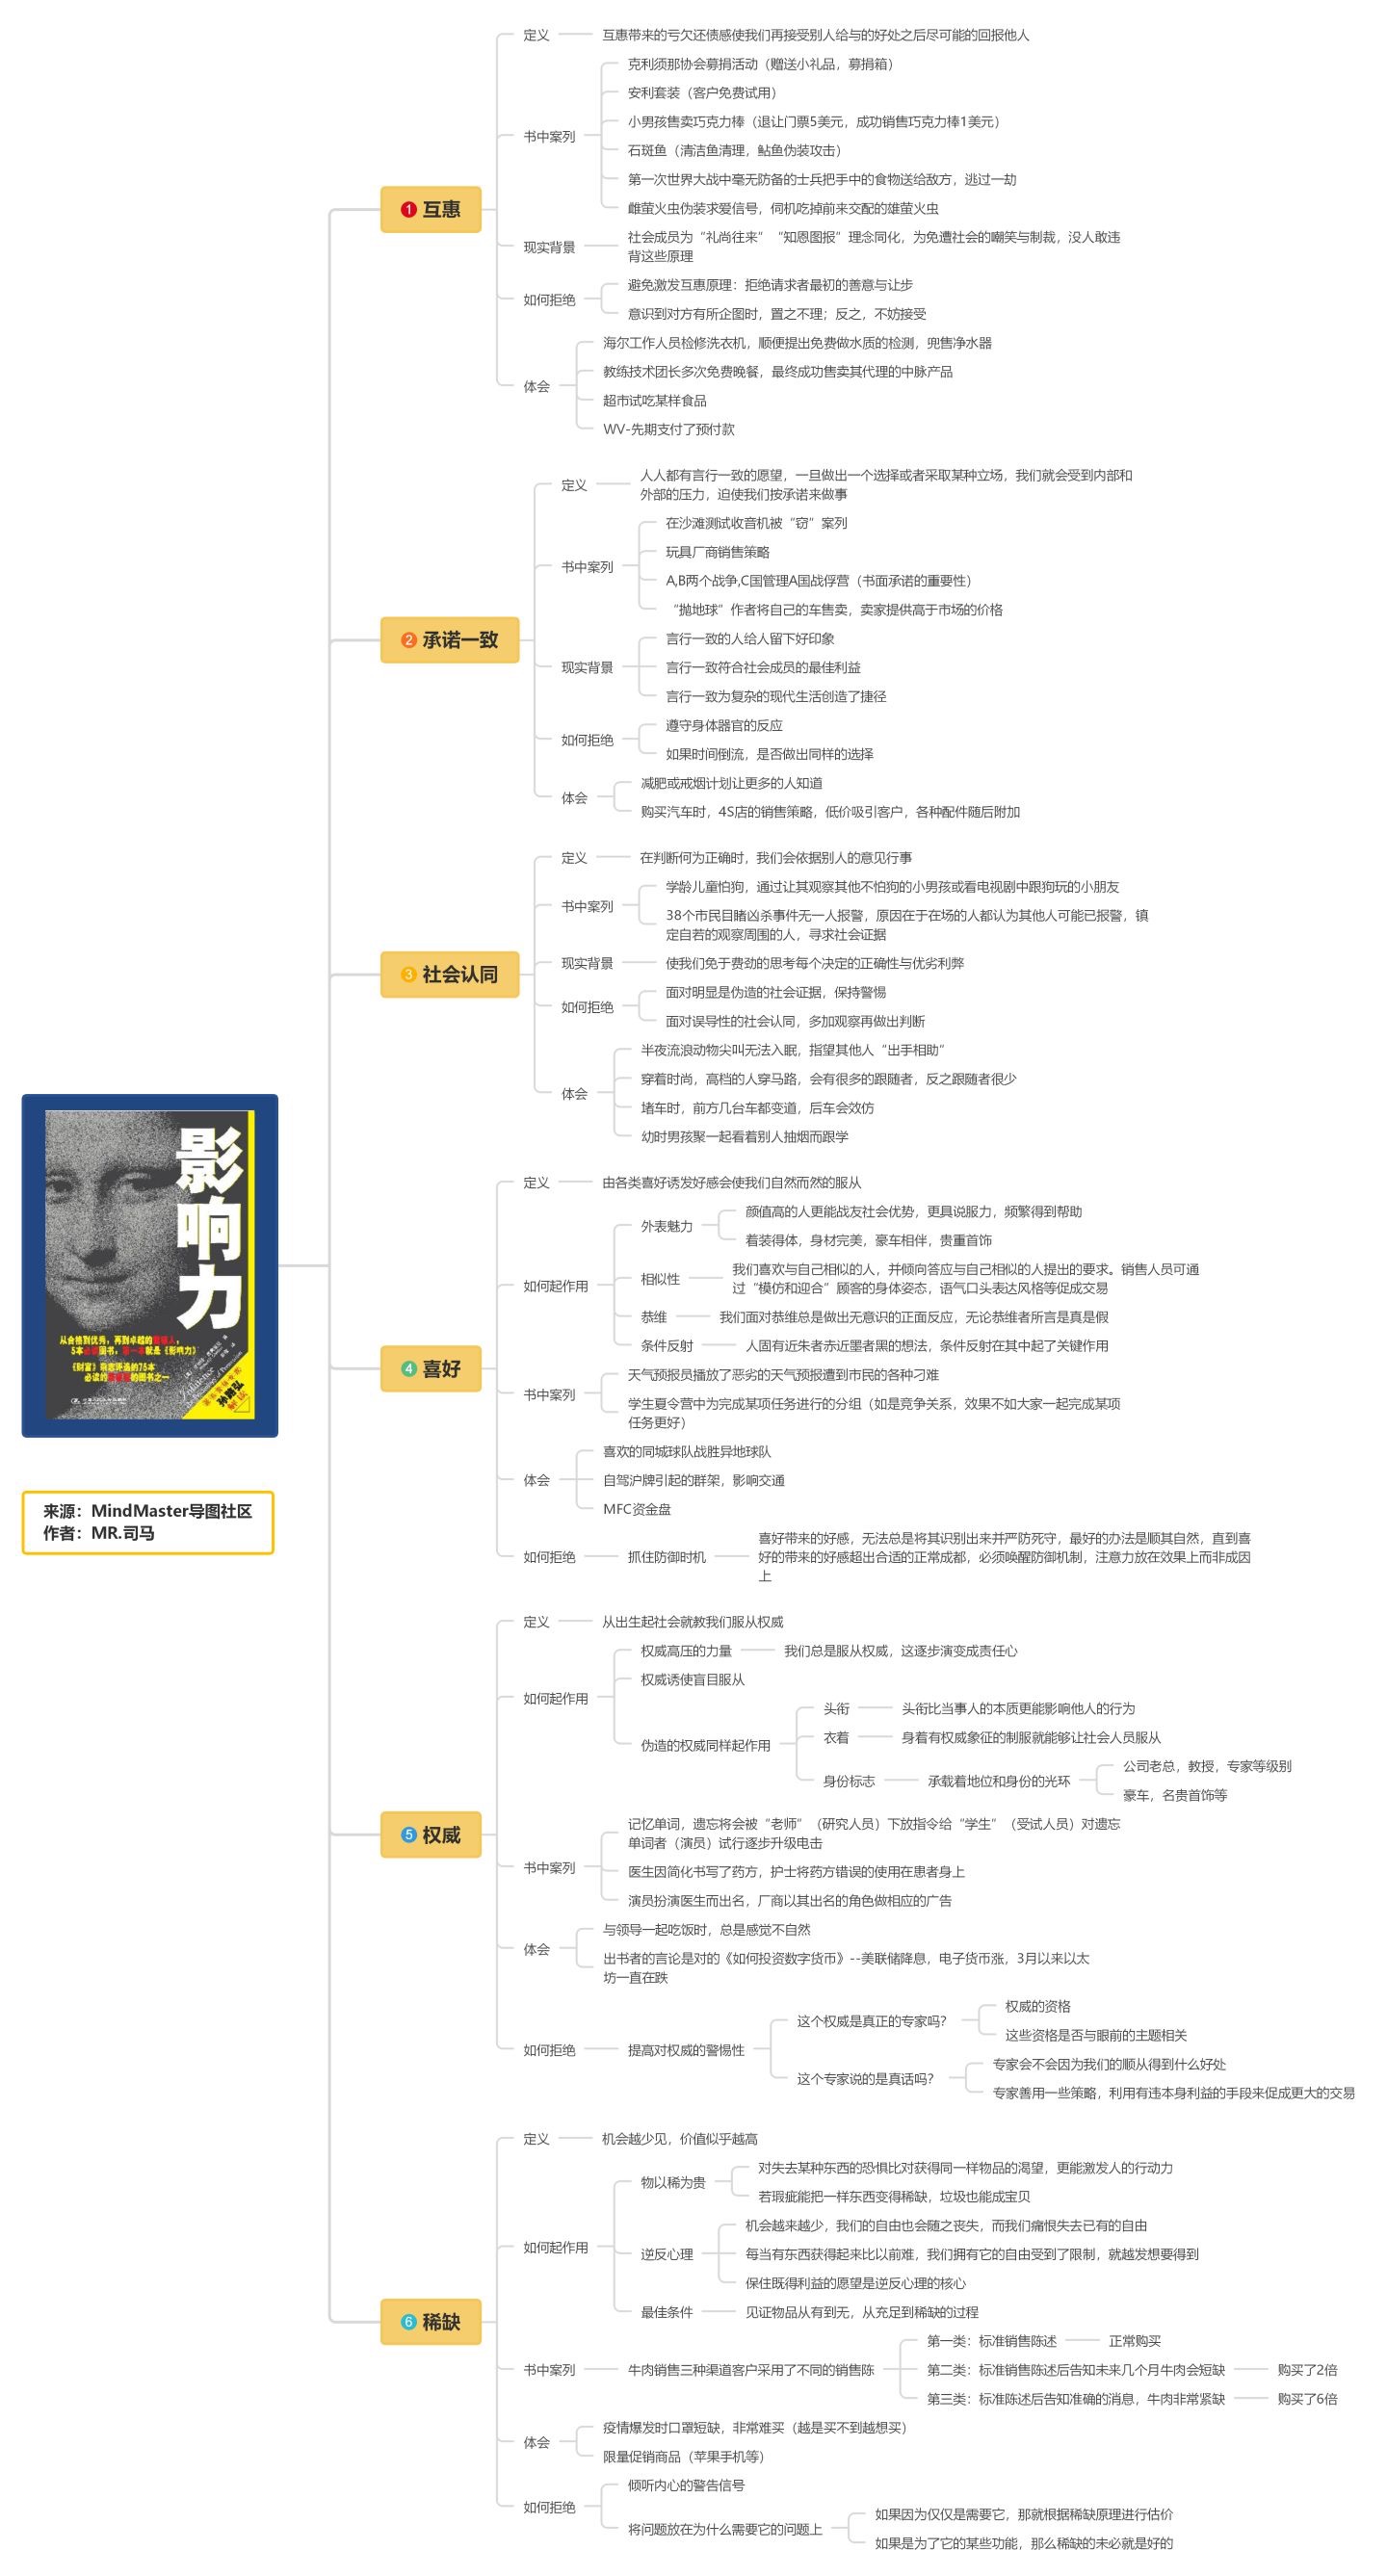 定义
互惠带来的亏欠还债感使我们再接受别人给与的好处之后尽可能的回报他人
书中案列
克利须那协会募捐活动（赠送小礼品，募捐箱）
安利套装（客户免费试用）
小男孩售卖巧克力棒（退让门票5美元，成功销售巧克力棒1美元）
石斑鱼（清洁鱼清理，鲇鱼伪装攻击）
第一次世界大战中毫无防备的士兵把手中的食物送给敌方，逃过一劫
雌萤火虫伪装求爱信号，伺机吃掉前来交配的雄萤火虫
1 互惠
现实背景
社会成员为“礼尚往来”“知恩图报”理念同化，为免遭社会的嘲笑与制裁，没人敢违
背这些原理
如何拒绝
避免激发互惠原理：拒绝请求者最初的善意与让步
意识到对方有所企图时，置之不理；反之，不妨接受
体会
海尔工作人员检修洗衣机，顺便提出免费做水质的检测，兜售净水器
教练技术团长多次免费晚餐，最终成功售卖其代理的中脉产品
超市试吃某样食品
WV-先期支付了预付款
定义
人人都有言行一致的愿望，一旦做出一个选择或者采取某种立场，我们就会受到内部和
外部的压力，迫使我们按承诺来做事
书中案列
在沙滩测试收音机被“窃”案列
玩具厂商销售策略
A,B两个战争,C国管理A国战俘营（书面承诺的重要性）
“抛地球”作者将自己的车售卖，卖家提供高于市场的价格
2 承诺一致
现实背景
言行一致的人给人留下好印象
言行一致符合社会成员的最佳利益
言行一致为复杂的现代生活创造了捷径
如何拒绝
遵守身体器官的反应
如果时间倒流，是否做出同样的选择
体会
减肥或戒烟计划让更多的人知道
购买汽车时，4S店的销售策略，低价吸引客户，各种配件随后附加
定义
在判断何为正确时，我们会依据别人的意见行事
书中案列
学龄儿童怕狗，通过让其观察其他不怕狗的小男孩或看电视剧中跟狗玩的小朋友
38个市民目睹凶杀事件无一人报警，原因在于在场的人都认为其他人可能已报警，镇
定自若的观察周围的人，寻求社会证据
3 社会认同
现实背景
使我们免于费劲的思考每个决定的正确性与优劣利弊
如何拒绝
面对明显是伪造的社会证据，保持警惕
面对误导性的社会认同，多加观察再做出判断
体会
半夜流浪动物尖叫无法入眠，指望其他人“出手相助”
穿着时尚，高档的人穿马路，会有很多的跟随者，反之跟随者很少
堵车时，前方几台车都变道，后车会效仿
幼时男孩聚一起看着别人抽烟而跟学
影响力
从合格到优秀，再到卓越的
《财富》
来源：MindMaster导图社区
作者：MR.司马
定义
由各类喜好诱发好感会使我们自然而然的服从
如何起作用
外表魅力
颜值高的人更能战友社会优势，更具说服力，频繁得到帮助
着装得体，身材完美，豪车相伴，贵重首饰
相似性
我们喜欢与自己相似的人，并倾向答应与自己相似的人提出的要求。销售人员可通
过“模仿和迎合”顾客的身体姿态，语气口头表达风格等促成交易
恭维
我们面对恭维总是做出无意识的正面反应，无论恭维者所言是真是假
条件反射
人固有近朱者赤近墨者黑的想法，条件反射在其中起了关键作用
4 喜好
书中案列
天气预报员播放了恶劣的天气预报遭到市民的各种刁难
学生夏令营中为完成某项任务进行的分组（如是竞争关系，效果不如大家一起完成某项
任务更好）
体会
喜欢的同城球队战胜异地球队
自驾沪牌引起的群架，影响交通
MFC资金盘
如何拒绝
抓住防御时机
喜好带来的好感，无法总是将其识别出来并严防死守，最好的办法是顺其自然，直到喜
好的带来的好感超出合适的正常成都，必须唤醒防御机制，注意力放在效果上而非成因
上
定义
从出生起社会就教我们服从权威
如何起作用
权威高压的力量
我们总是服从权威，这逐步演变成责任心
权威诱使盲目服从
伪造的权威同样起作用
头衔
头衔比当事人的本质更能影响他人的行为
衣着
身着有权威象征的制服就能够让社会人员服从
身份标志
承载着地位和身份的光环
公司老总，教授，专家等级别
豪车，名贵首饰等
5 权威
书中案列
记忆单词，遗忘将会被“老师”（研究人员）下放指令给“学生”（受试人员）对遗忘
单词者（演员）试行逐步升级电击
医生因简化书写了药方，护士将药方错误的使用在患者身上
演员扮演医生而出名，厂商以其出名的角色做相应的广告
体会
与领导一起吃饭时，总是感觉不自然
出书者的言论是对的《如何投资数字货币》--美联储降息，电子货币涨，3月以来以太
坊一直在跌
如何拒绝
提高对权威的警惕性
这个权威是真正的专家吗?
权威的资格
这些资格是否与眼前的主题相关
这个专家说的是真话吗?
专家会不会因为我们的顺从得到什么好处
专家善用一些策略，利用有违本身利益的手段来促成更大的交易
定义
机会越少见，价值似乎越高
如何起作用
物以稀为贵
对失去某种东西的恐惧比对获得同一样物品的渴望，更能激发人的行动力
若瑕疵能把一样东西变得稀缺，垃圾也能成宝贝
逆反心理
机会越来越少，我们的自由也会随之丧失，而我们痛恨失去已有的自由
每当有东西获得起来比以前难，我们拥有它的自由受到了限制，就越发想要得到
保住既得利益的愿望是逆反心理的核心
最佳条件
见证物品从有到无，从充足到稀缺的过程
6 稀缺
书中案列
牛肉销售三种渠道客户采用了不同的销售陈
第一类：标准销售陈述
正常购买
第二类：标准销售陈述后告知未来几个月牛肉会短缺
购买了2倍
第三类：标准陈述后告知准确的消息，牛肉非常紧缺
购买了6倍
体会
疫情爆发时口罩短缺，非常难买（越是买不到越想买）
限量促销商品（苹果手机等）
如何拒绝
倾听内心的警告信号
将问题放在为什么需要它的问题上
如果因为仅仅是需要它，那就根据稀缺原理进行估价
如果是为了它的某些功能，那么稀缺的未必就是好的